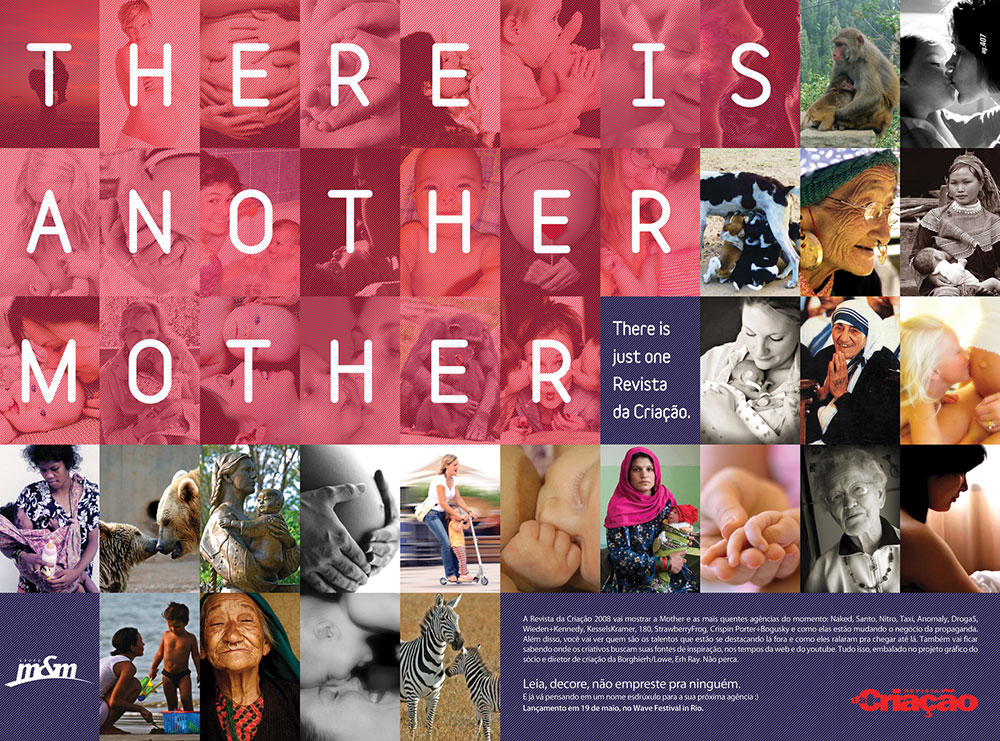 THERE IS
ag.407
ANOTHER
MOTHER
There is
just one
Revista
da Criação.
A Revista da Criação 2008 vai mostrar a Mother e as mais quentes agências do momento: Naked, Santo, Nitro, Taxi, Anomaly, Droga5,
Wieden+Kennedy, KesselsKramer, 180, StrawberryFrog, Crispin Porter+Bogusky e como elas estão mudando o negócio da propaganda.
Além disso, você vai ver quem são os talentos que estão se destacando lá fora e como eles ralaram pra chegar até lá. Também vai ficar
sabendo onde os criativos buscam suas fontes de inspiração, nos tempos da web e do youtube. Tudo isso, embalado no projeto gráfico do
sócio e diretor de criação da Borghierh/Lowe, Erh Ray. Não perca.
Leia, decore, não empreste pra ninguém.
E já vá pensando em um nome esdrúxulo para a sua próxima agência :)
Lançamento em 19 de maio, no Wave Festival in Rio.
GRUPO
m&m
REVISTA
da Criação